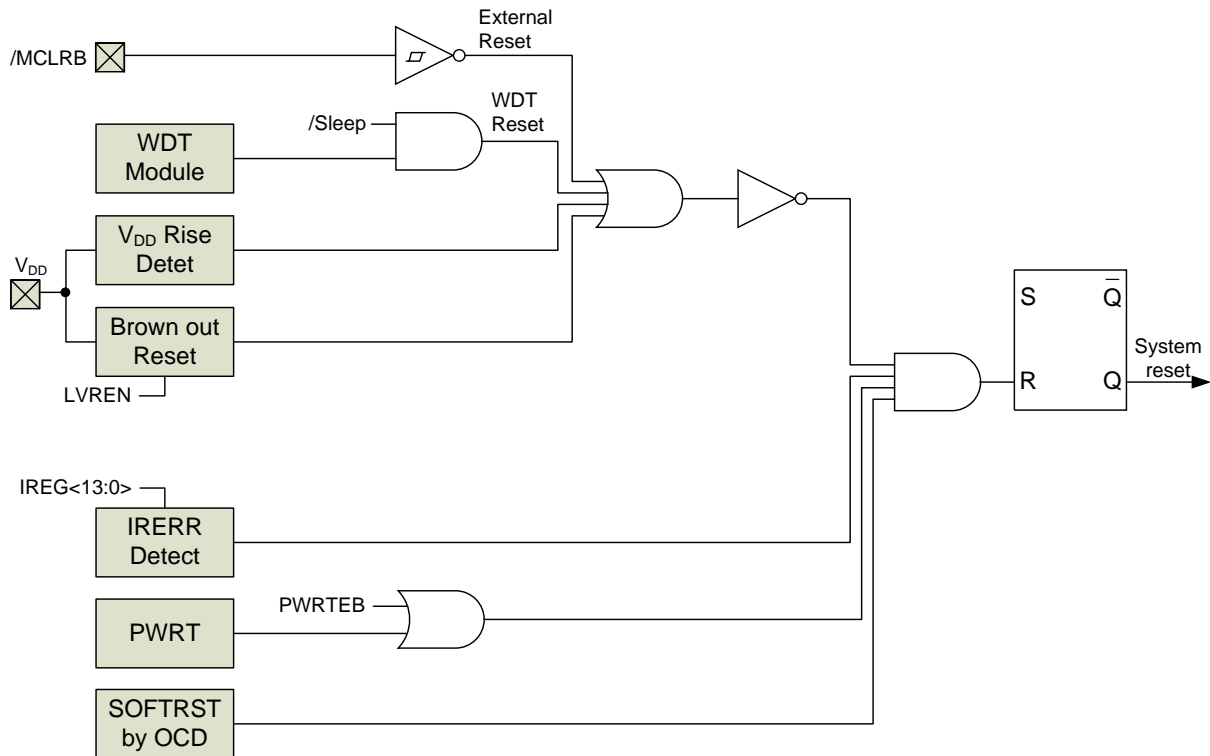 External
Reset
/MCLRB
WDT
Reset
/Sleep
WDT
Module
V_DD Rise
Detet
V_DD
Brown out
Reset
LVREN
S
Q̅
R
Q
System
reset
IREG<13:0>
IRERR
Detect
PWRTEB
PWRT
SOFTRST
by OCD